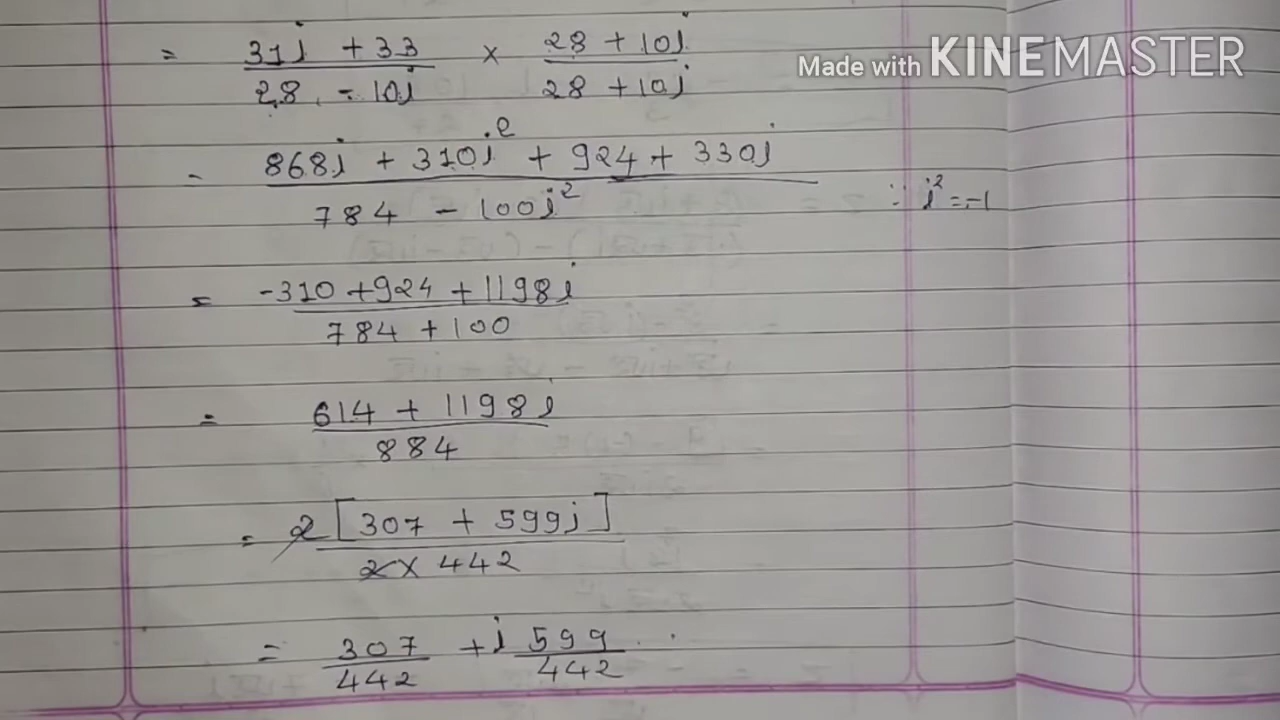 = 31i + 33 / 28 - 10i × 28 + 10i / 28 + 10i
Made with KINEMASTER
= 868i + 310i² + 924 + 330i / 784 - 100i² ∵ i² = -1
= -310 + 924 + 1198i / 784 + 100
= 614 + 1198i / 884
= 2 [307 + 599i] / 2 × 442
= 307 / 442 + i 599 / 442